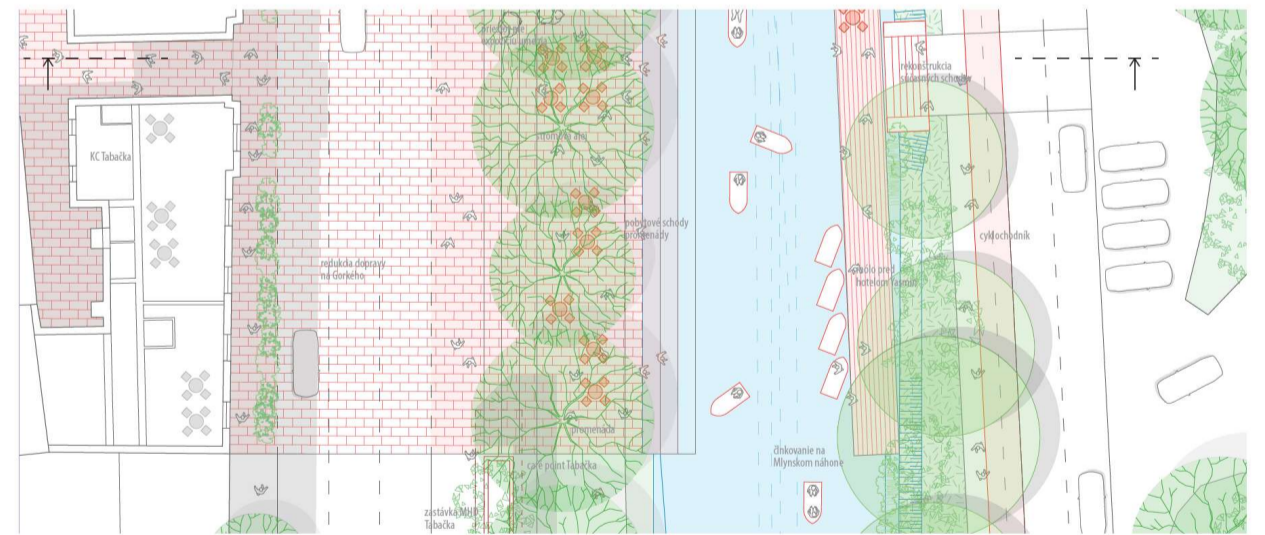 rekonštrukcia
súčasných schodov
stromová alej
KC Tabačka
pobytové schody
promenády
cyklochodník
redukcia dopravy
na Gorkého
mólo pred
hotelom Yasmin
promenáda
člnkovanie na
Mlynskom náhone
café point Tabačka
zastávka MHD
Tabačka